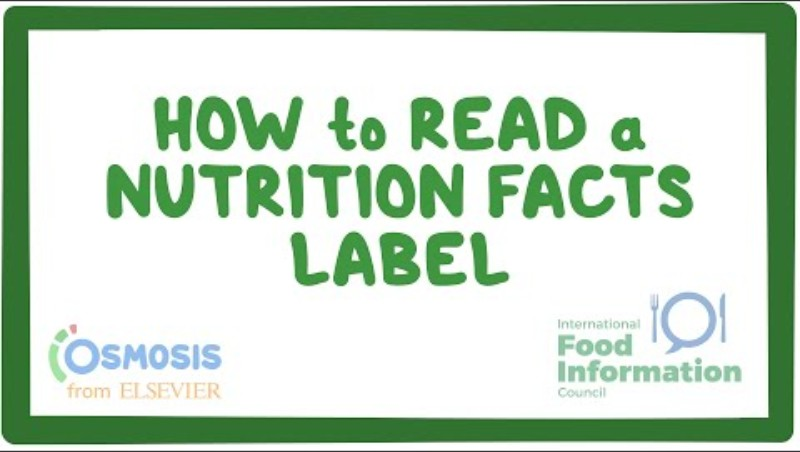 HOW to READ a
NUTRITION FACTS
LABEL
OSMOSIS
from ELSEVIER
International
Food
Information
Council